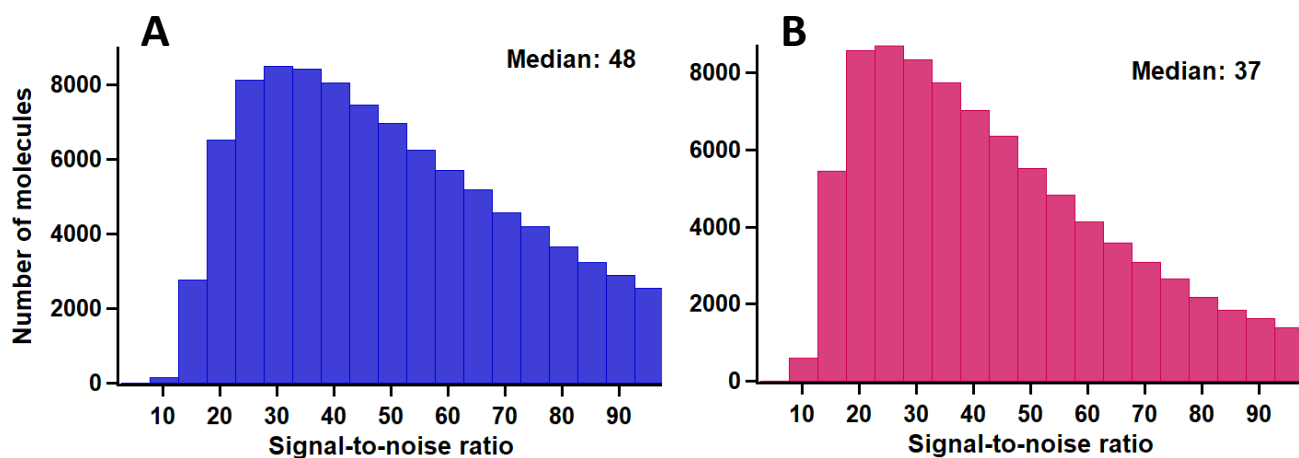 A
Median: 48
Number of molecules
8000
6000
4000
2000
0
10 20 30 40 50 60 70 80 90
Signal-to-noise ratio
B
Median: 37
8000
6000
4000
2000
0
10 20 30 40 50 60 70 80 90
Signal-to-noise ratio